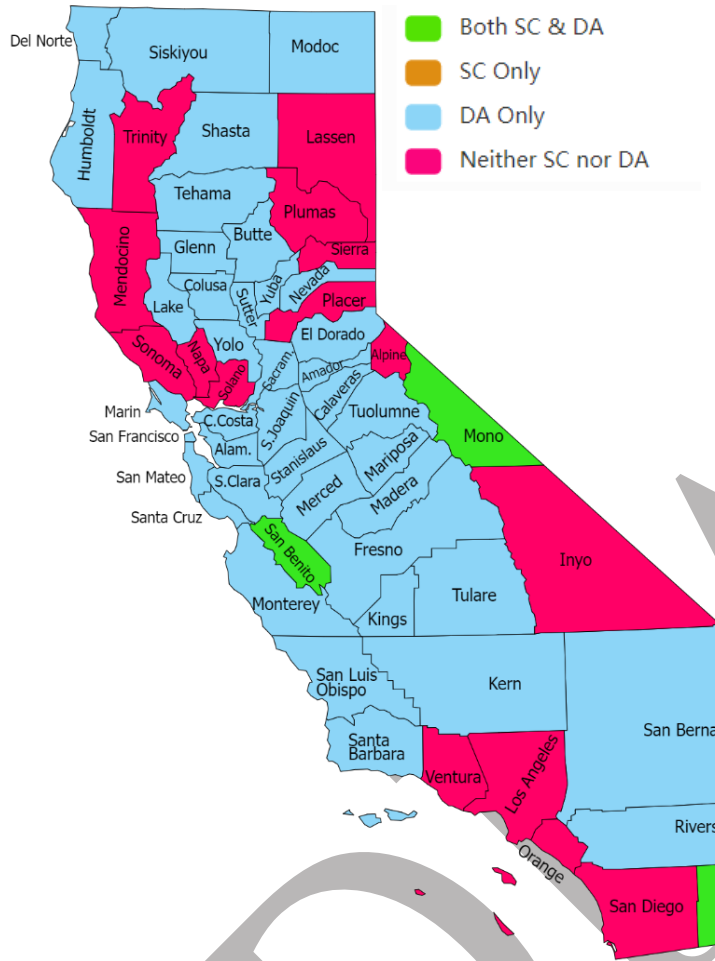 Both SC & DA
SC Only
DA Only
Neither SC nor DA
Del Norte
Siskiyou
Modoc
Humboldt
Trinity
Shasta
Lassen
Tehama
Plumas
Mendocino
Glenn
Butte
Sierra
Colusa
Yuba
Nevada
Lake
Sutter
Placer
Sonoma
Napa
Yolo
El Dorado
Solano
Sacram.
Amador
Alpine
Marin
C.Costa
S.Joaquin
Calaveras
Tuolumne
Mono
San Francisco
Alam.
Stanislaus
Mariposa
San Mateo
S.Clara
Merced
Madera
Santa Cruz
San Benito
Fresno
Inyo
Monterey
Kings
Tulare
San Luis
Obispo
Kern
San Berna
Santa
Barbara
Ventura
Los Angeles
Rivers
Orange
San Diego